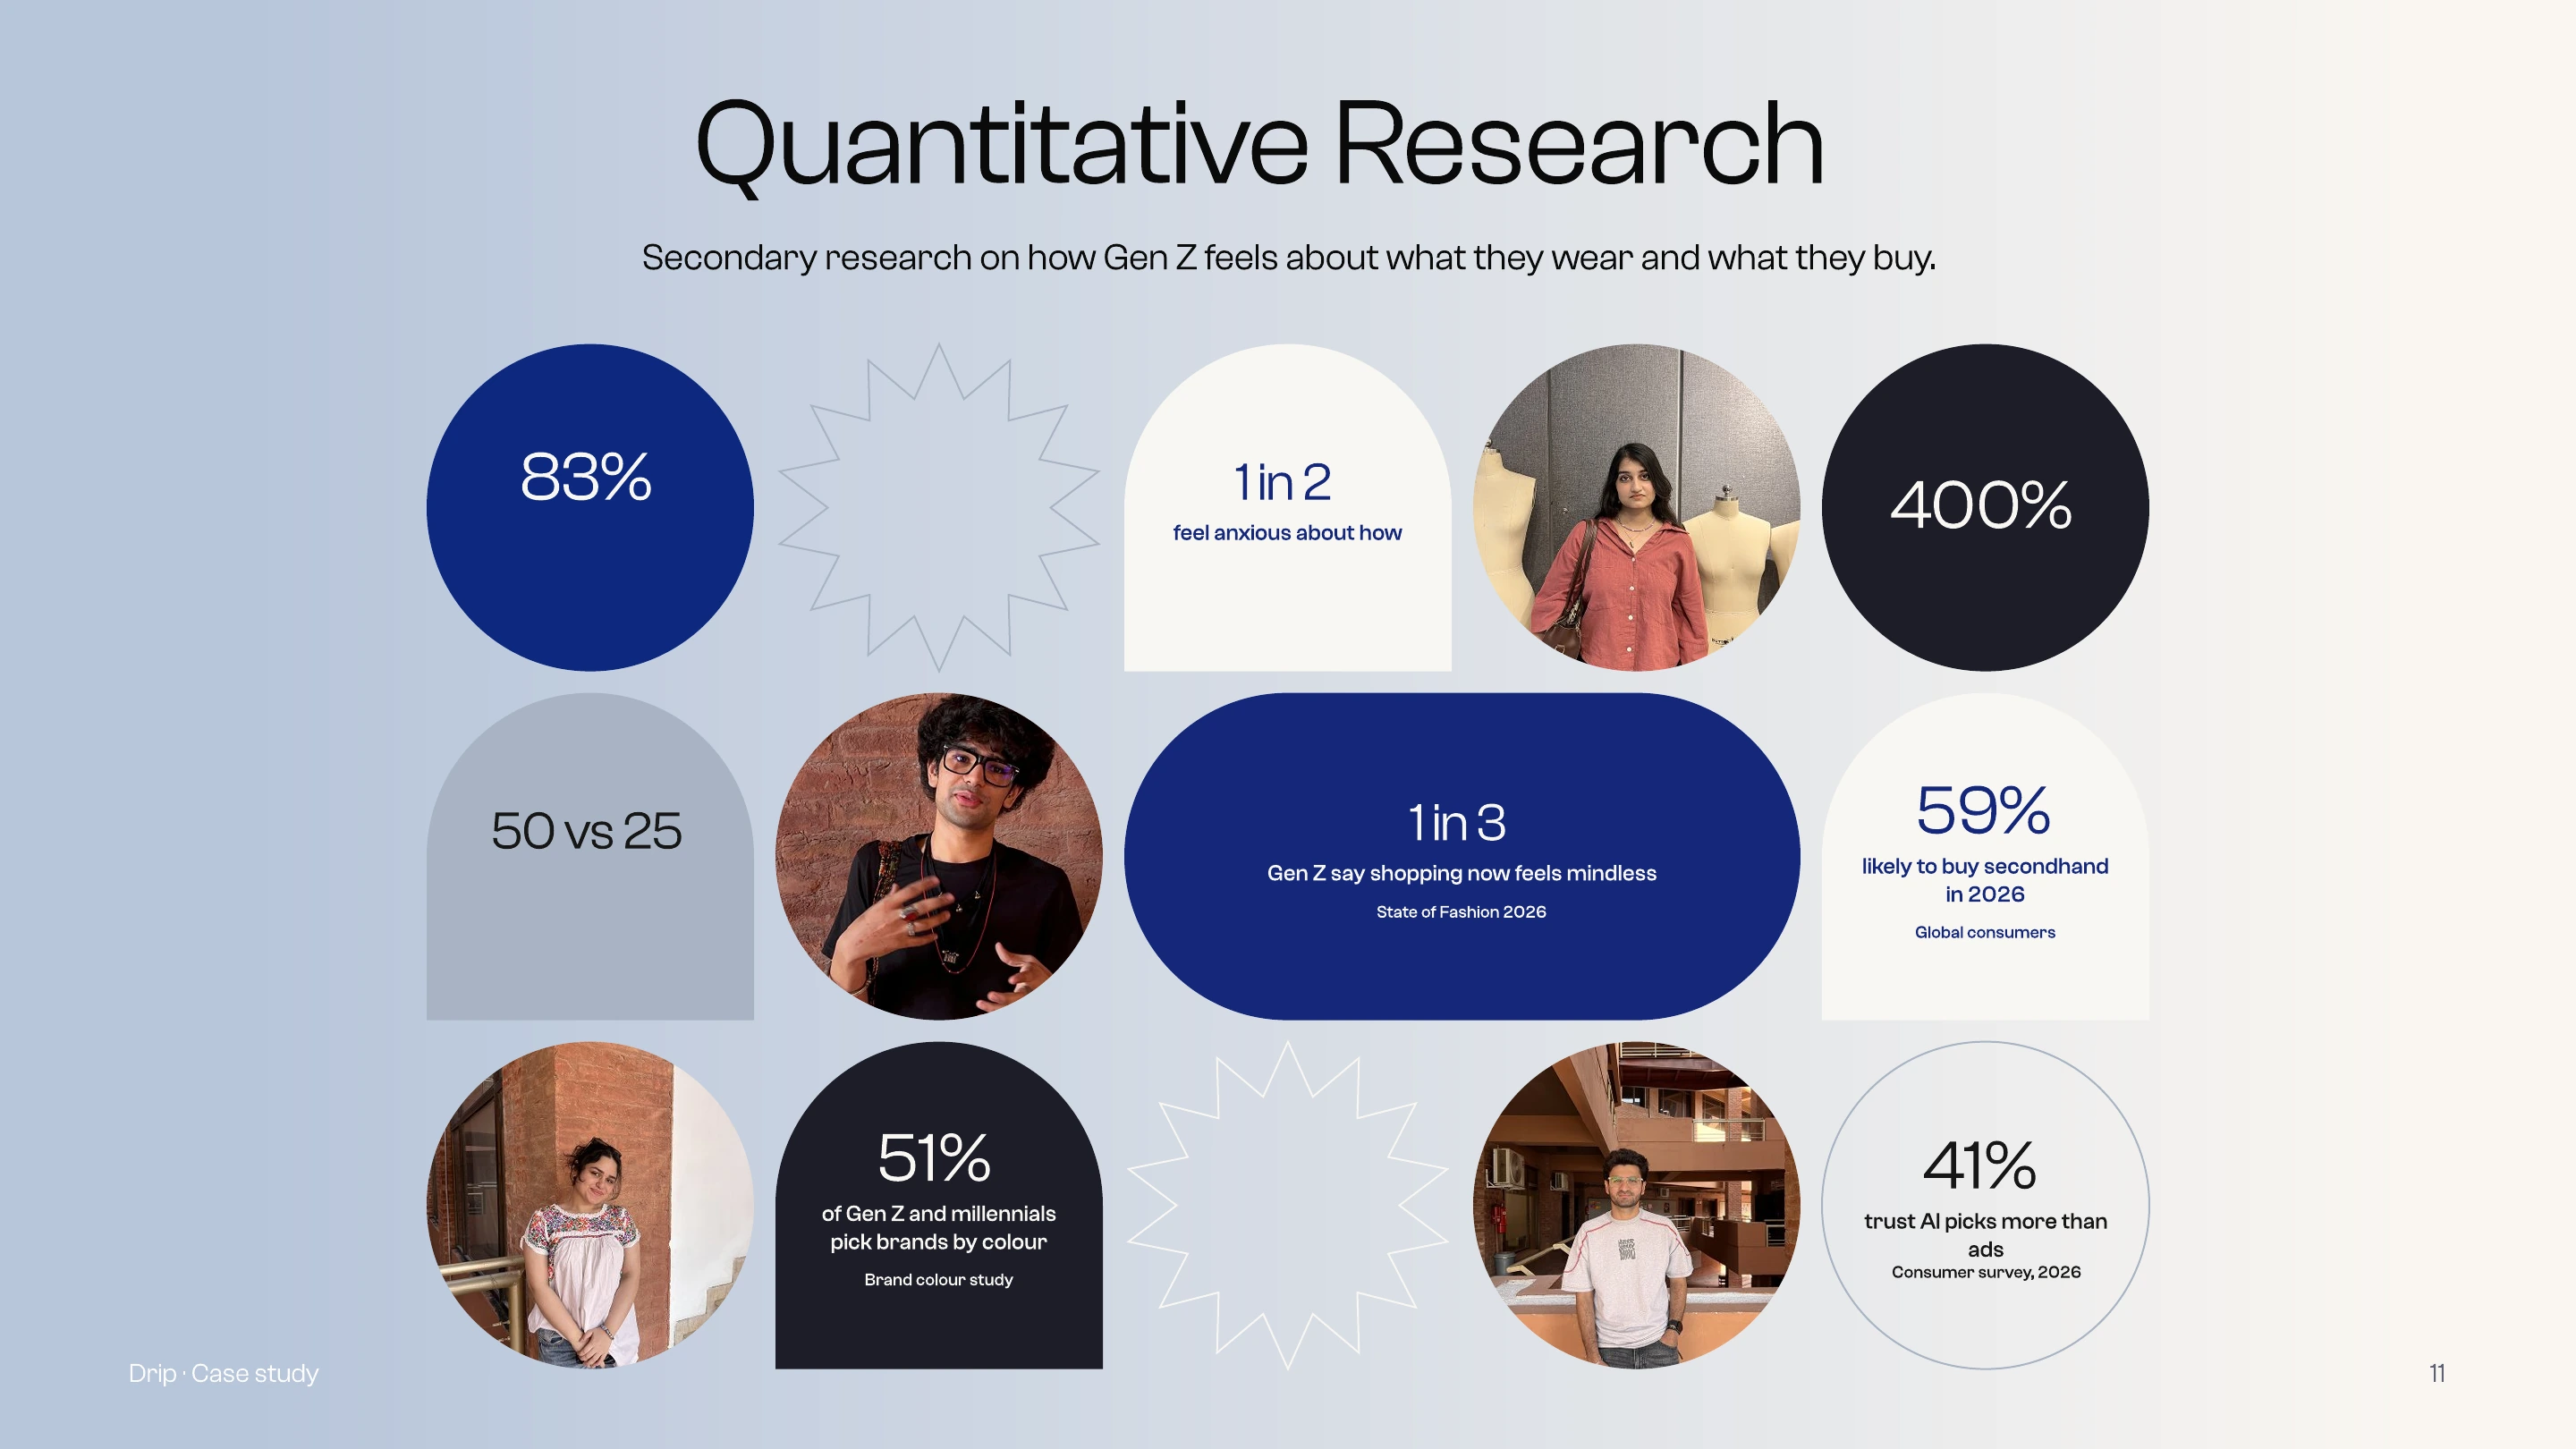 Quantitative Research
Secondary research on how Gen Z feels about what they wear and what they buy.
83%
1 in 2
feel anxious about how
400%
50 vs 25
1 in 3
Gen Z say shopping now feels mindless
State of Fashion 2026
59%
likely to buy secondhand
in 2026
Global consumers
51%
of Gen Z and millennials
pick brands by colour
Brand colour study
41%
trust AI picks more than
ads
Consumer survey, 2026
Drip · Case study
11